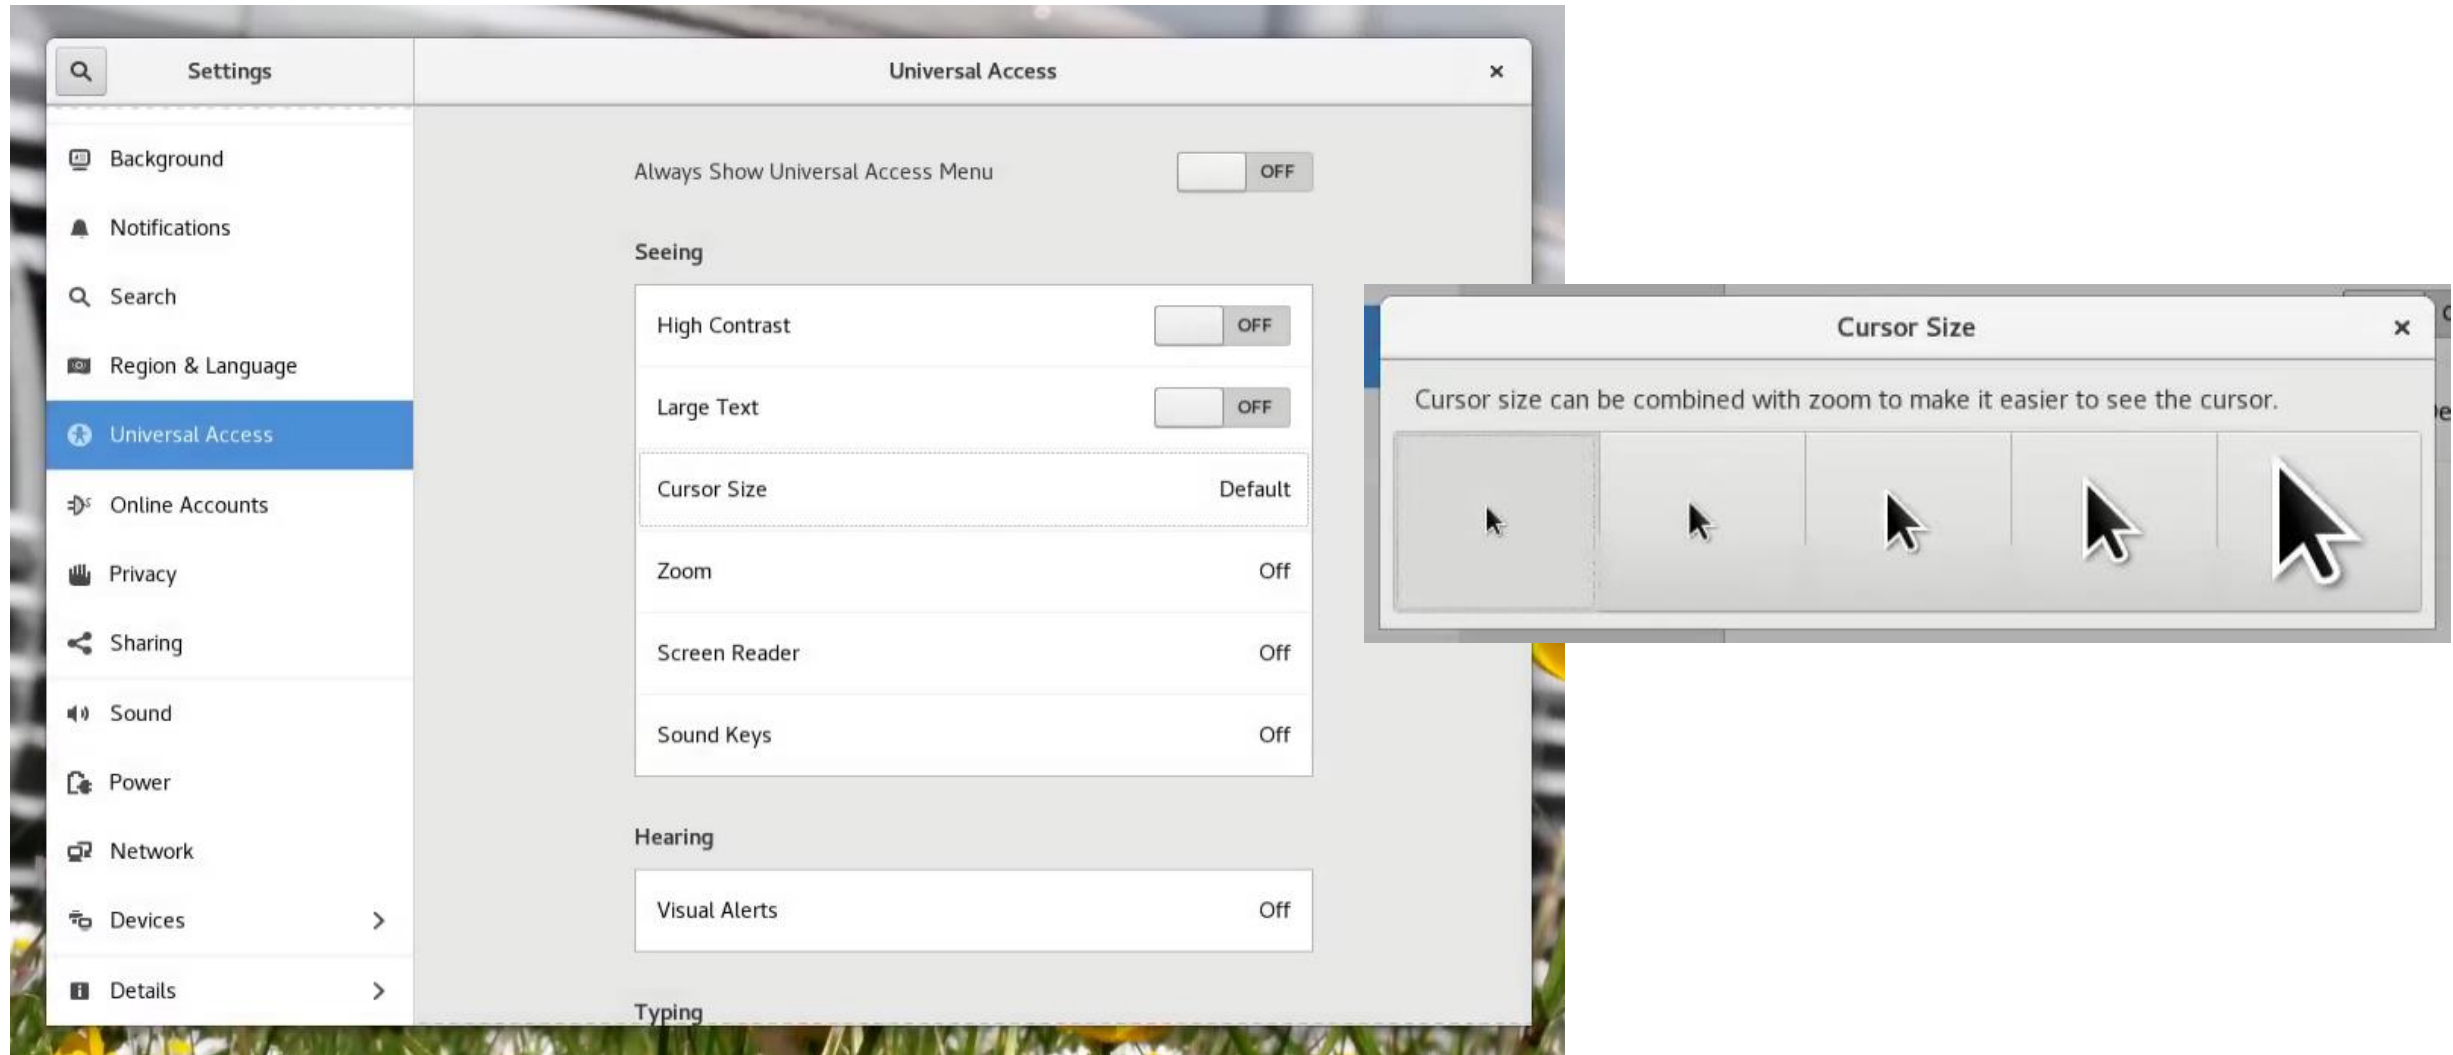 Settings
Universal Access
Background
Notifications
Search
Region & Language
Universal Access
Online Accounts
Privacy
Sharing
Sound
Power
Network
Devices
Details
Always Show Universal Access Menu OFF
Seeing
High Contrast OFF
Large Text OFF
Cursor Size Default
Zoom Off
Screen Reader Off
Sound Keys Off
Hearing
Visual Alerts Off
Typing
Cursor Size
Cursor size can be combined with zoom to make it easier to see the cursor.